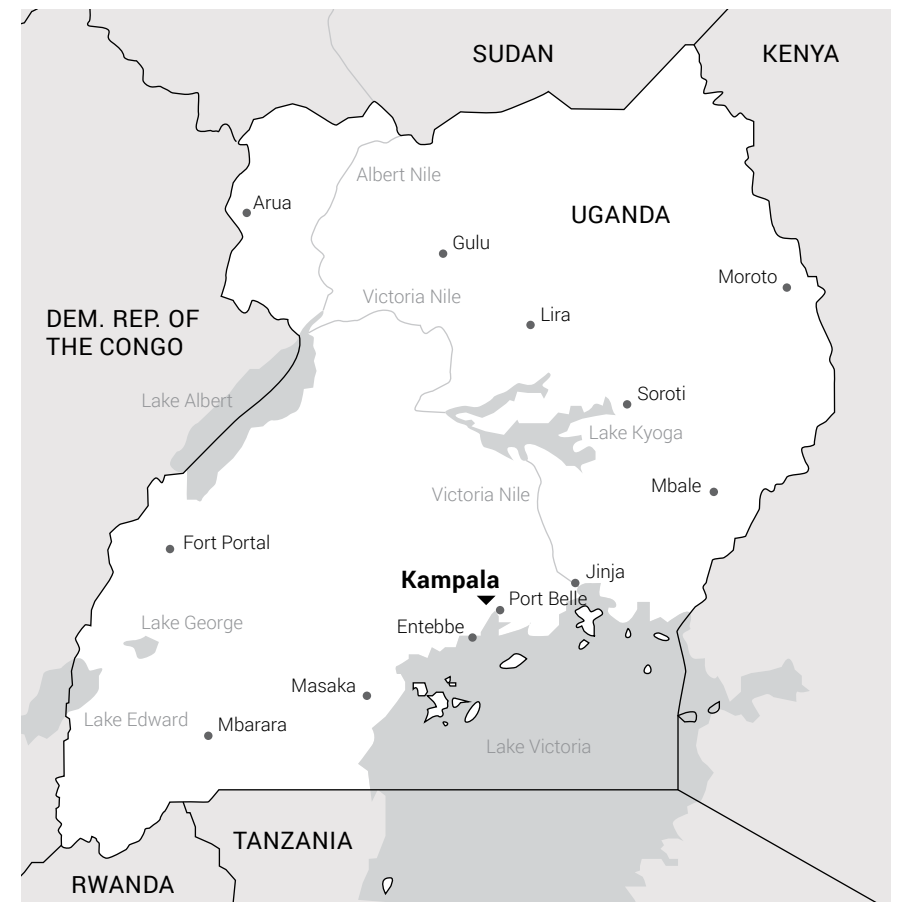 SUDAN
KENYA
Albert Nile
Arua
UGANDA
Gulu
Moroto
Victoria Nile
Lira
DEM. REP. OF
THE CONGO
Lake Albert
Soroti
Lake Kyoga
Mbale
Victoria Nile
Fort Portal
Jinja
Kampala
Port Belle
Lake George
Entebbe
Masaka
Lake Edward
Mbarara
Lake Victoria
TANZANIA
RWANDA